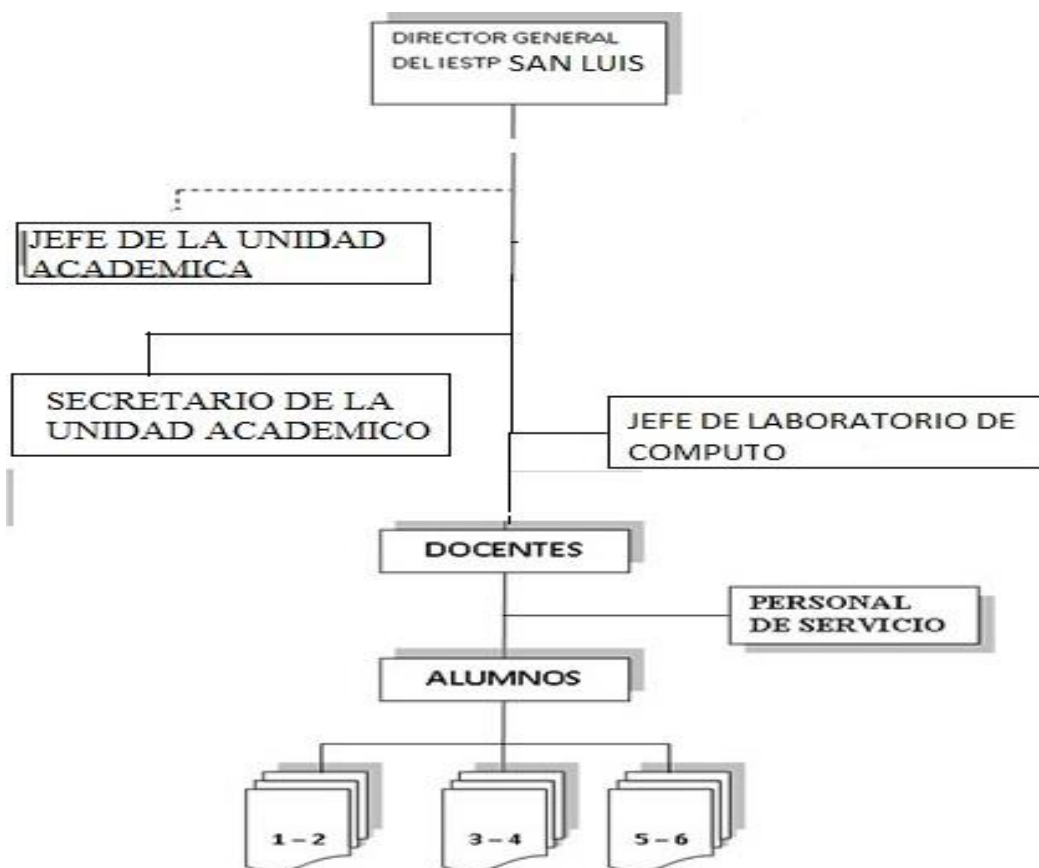 DIRECTOR GENERAL
DEL IESTP SAN LUIS
JEFE DE LA UNIDAD
ACADEMICA
SECRETARIO DE LA
UNIDAD ACADEMICO
JEFE DE LABORATORIO DE
COMPUTO
DOCENTES
PERSONAL
DE SERVICIO
ALUMNOS
1 – 2
3 – 4
5 – 6